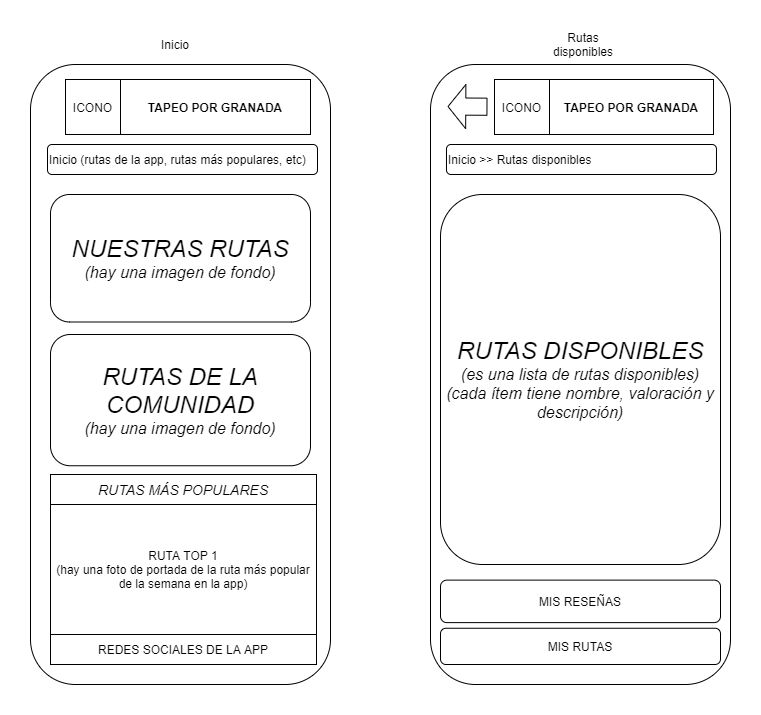 Inicio
ICONO
TAPEO POR GRANADA
Inicio (rutas de la app, rutas más populares, etc)
NUESTRAS RUTAS
(hay una imagen de fondo)
RUTAS DE LA
COMUNIDAD
(hay una imagen de fondo)
RUTAS MÁS POPULARES
RUTA TOP 1
(hay una foto de portada de la ruta más popular
de la semana en la app)
REDES SOCIALES DE LA APP
Rutas
disponibles
ICONO
TAPEO POR GRANADA
Inicio >> Rutas disponibles
RUTAS DISPONIBLES
(es una lista de rutas disponibles)
(cada ítem tiene nombre, valoración y
descripción)
MIS RESEÑAS
MIS RUTAS